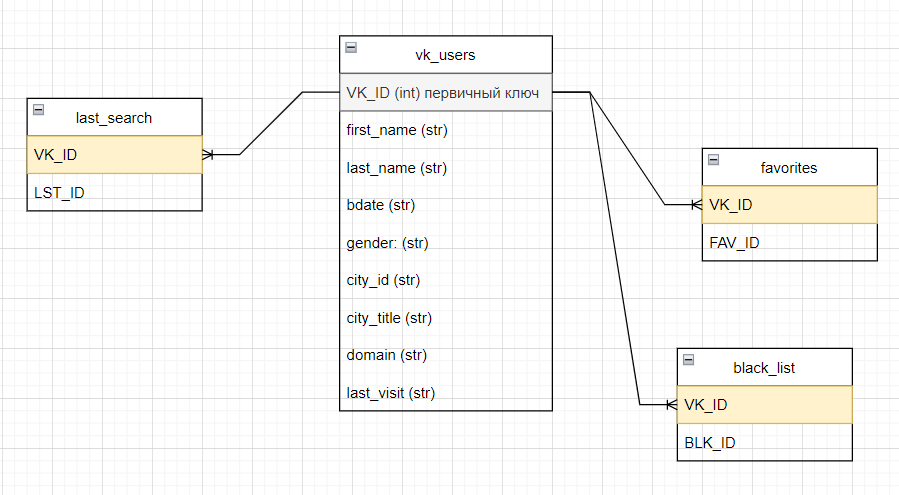 last_search
VK_ID
LST_ID
vk_users
VK_ID (int) первичный ключ
first_name (str)
last_name (str)
bdate (str)
gender: (str)
city_id (str)
city_title (str)
domain (str)
last_visit (str)
favorites
VK_ID
FAV_ID
black_list
VK_ID
BLK_ID